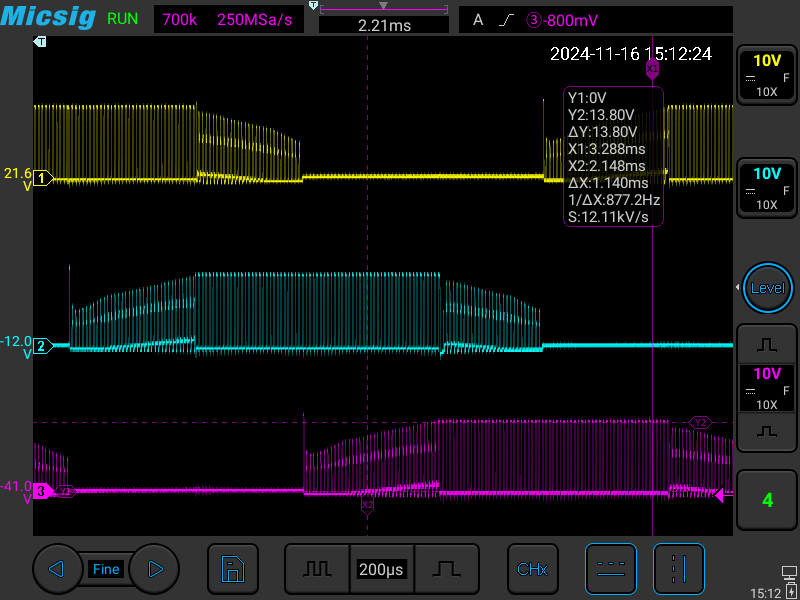 Micsig RUN 700k 250MSa/s T 2.21ms A ③-800mV
T
2024-11-16 15:12:24
X1
10V
F
10X
Y1:0V
Y2:13.80V
ΔY:13.80V
X1:3.288ms
X2:2.148ms
ΔX:1.140ms
1/ΔX:877.2Hz
S:12.11kV/s
21.6
V
1
10V
F
10X
Level
-12.0
V
2
10V
F
10X
Y2
-41.0
V
3
Y1
X2
4
Fine
200μs
CHx
15:12